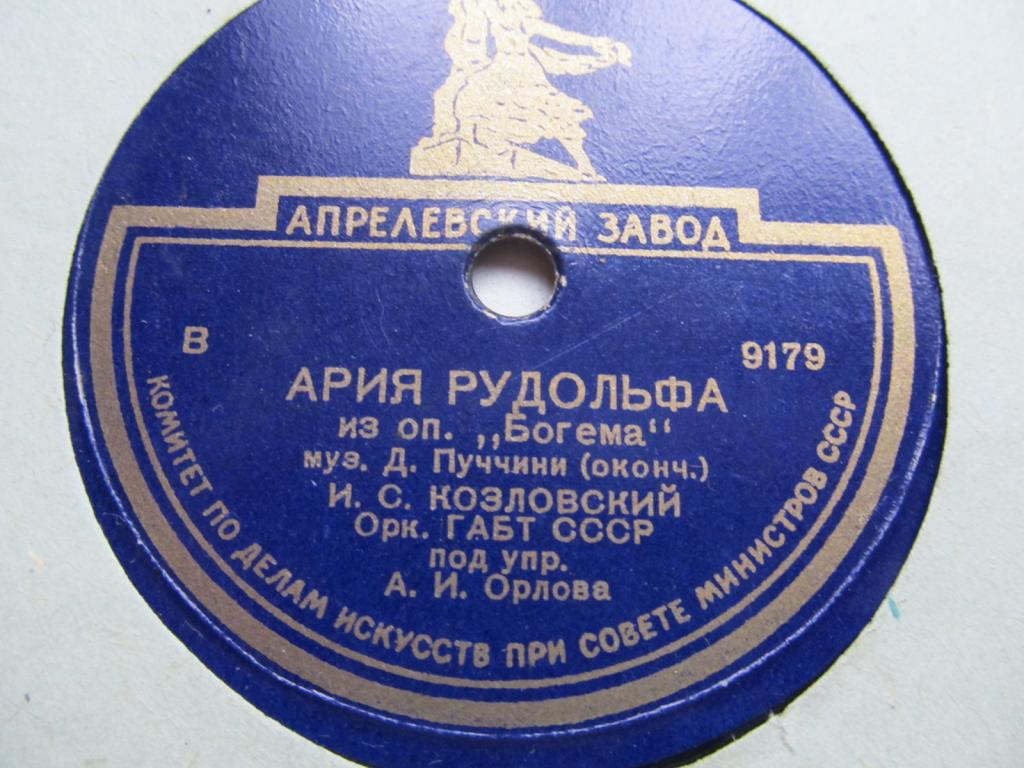 АПРЕЛЕВСКИЙ ЗАВОД
В 9179
АРИЯ РУДОЛЬФА
из оп. „Богема“
муз. Д. Пуччини (оконч.)
И. С. КОЗЛОВСКИЙ
Орк. ГАБТ СССР
под упр.
А. И. Орлова
КОМИТЕТ ПО ДЕЛАМ ИСКУССТВ ПРИ СОВЕТЕ МИНИСТРОВ СССР